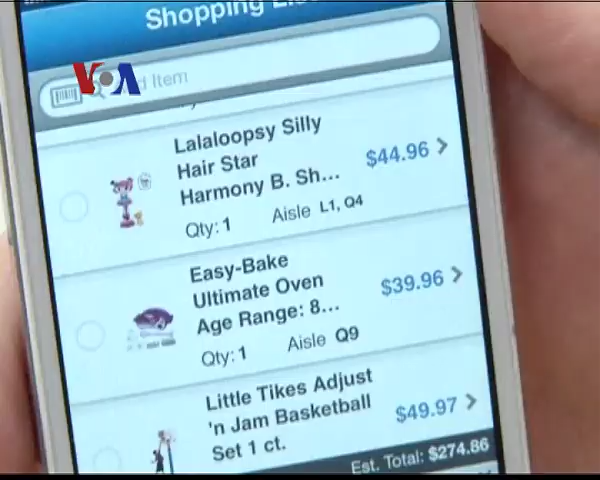 Shopping
VOA
Item
Lalaloopsy Silly
Hair Star
Harmony B. Sh...
$44.96
Qty: 1
Aisle L1, Q4
Easy-Bake
Ultimate Oven
Age Range: 8...
$39.96
Qty: 1
Aisle Q9
Little Tikes Adjust
'n Jam Basketball
Set 1 ct.
$49.97
Est. Total: $274.86